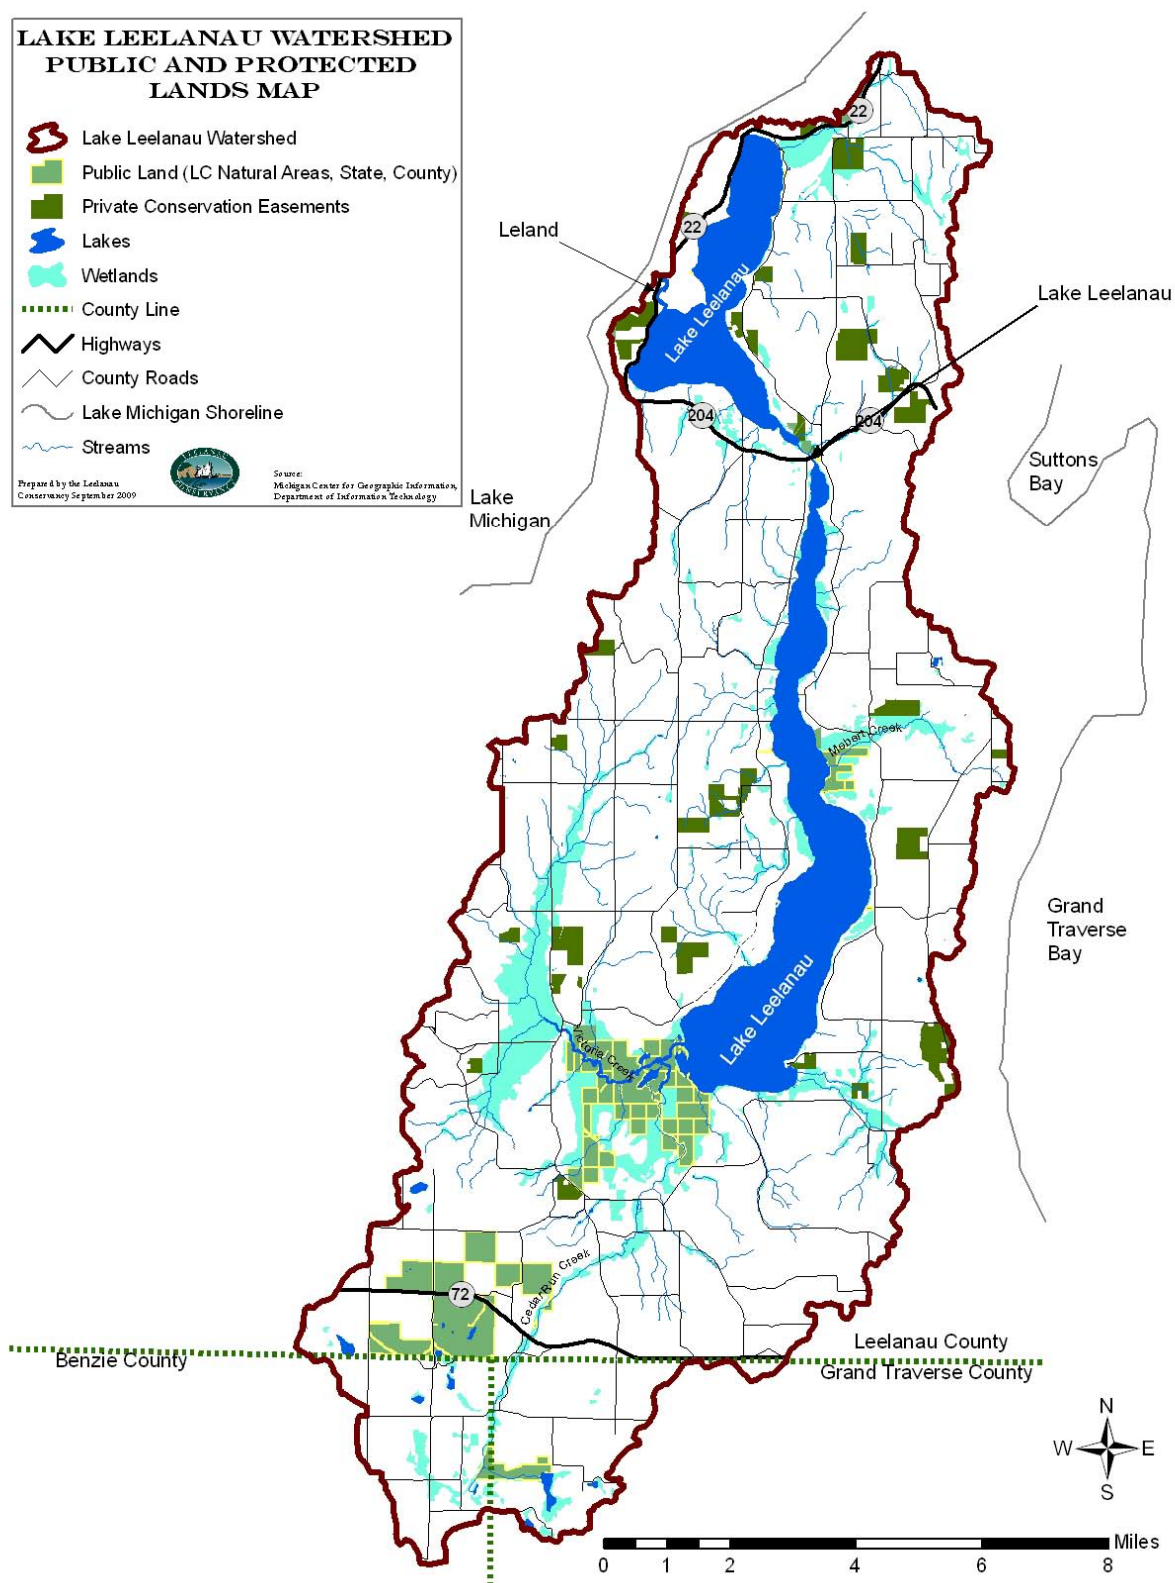 LAKE LEELANAU WATERSHED
PUBLIC AND PROTECTED
LANDS MAP
Lake Leelanau Watershed
Public Land (LC Natural Areas, State, County)
Private Conservation Easements
Lakes
Wetlands
County Line
Highways
County Roads
Lake Michigan Shoreline
Streams
Prepared by the Leelanau
Conservancy September 2009
LEELANAU
CONSERVANCY
Source:
Michigan Center for Geographic Information,
Department of Information Technology
22
22
Leland
Lake Leelanau
Lake Leelanau
204
204
Suttons
Bay
Lake
Michigan
Mebert Creek
Grand
Traverse
Bay
Lake Leelanau
Victoria Creek
Cedar Run Creek
72
Leelanau County
Benzie County
Grand Traverse County
N
W
E
S
Miles
0 1 2 4 6 8